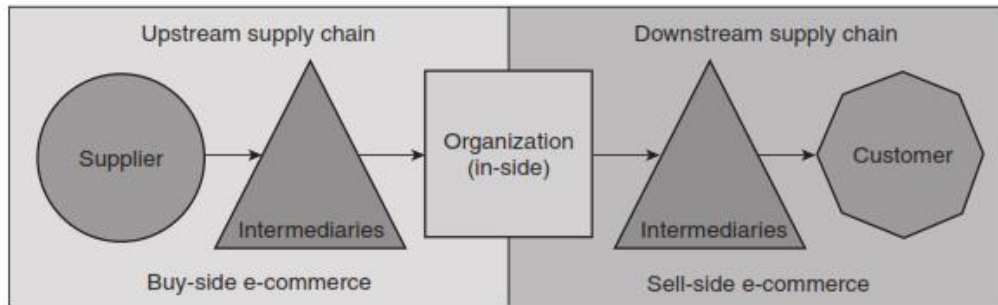 Upstream supply chain
Downstream supply chain
Supplier
Intermediaries
Organization
(in-side)
Intermediaries
Customer
Buy-side e-commerce
Sell-side e-commerce